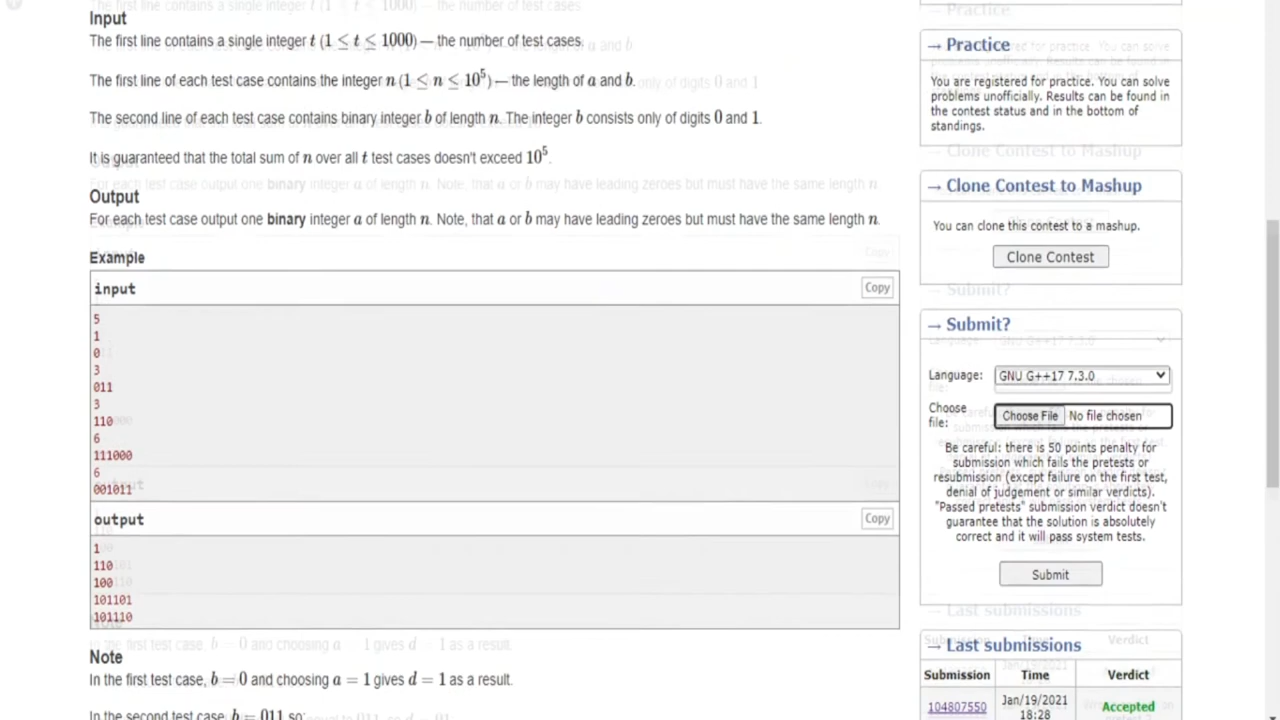 Input
The first line contains a single integer t (1 ≤ t ≤ 1000) — the number of test cases.
The first line of each test case contains the integer n (1 ≤ n ≤ 10⁵) — the length of a and b.
The second line of each test case contains binary integer b of length n. The integer b consists only of digits 0 and 1.
It is guaranteed that the total sum of n over all t test cases doesn't exceed 10⁵.
Output
For each test case output one binary integer a of length n. Note, that a or b may have leading zeroes but must have the same length n.
Example
input
Copy
5
1
0
3
011
3
110
6
111000
6
001011
output
Copy
1
110
100
101101
101110
Note
In the first test case, b = 0 and choosing a = 1 gives d = 1 as a result.
In the second test case, b = 011 so:
→ Practice
You are registered for practice. You can solve
problems unofficially. Results can be found in
the contest status and in the bottom of
standings.
→ Clone Contest to Mashup
You can clone this contest to a mashup.
Clone Contest
→ Submit?
Language: GNU G++17 7.3.0
Choose
file: Choose File No file chosen
Be careful: there is 50 points penalty for
submission which fails the pretests or
resubmission (except failure on the first test,
denial of judgement or similar verdicts).
"Passed pretests" submission verdict doesn't
guarantee that the solution is absolutely
correct and it will pass system tests.
Submit
→ Last submissions
Submission Time Verdict
104807550 Jan/19/2021 18:28 Accepted